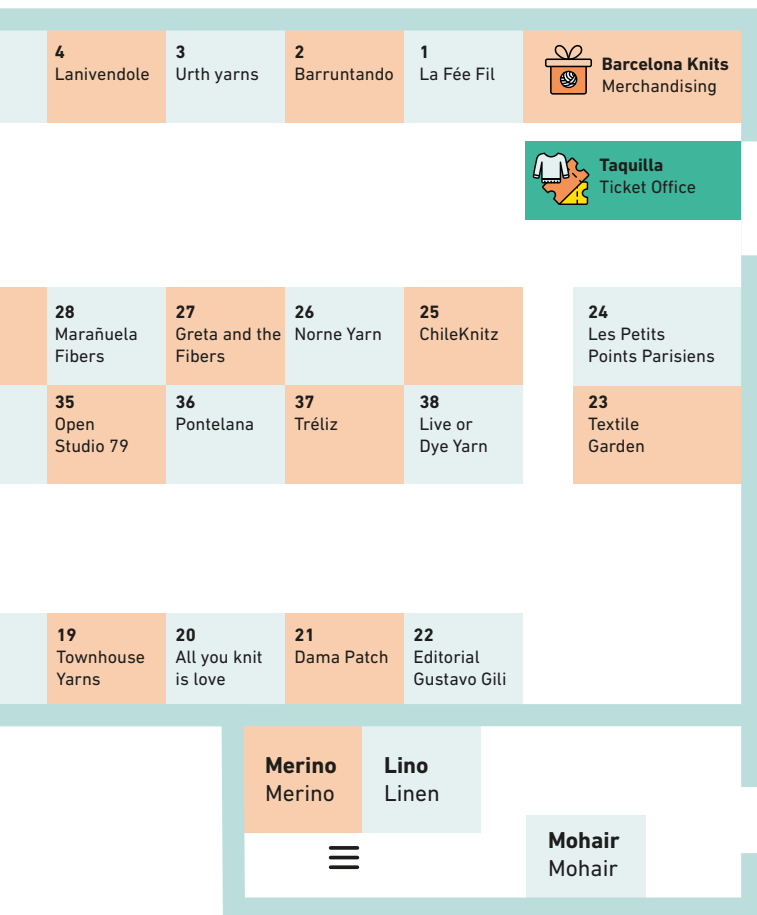 4
Lanivendole
3
Urth yarns
2
Barruntando
1
La Fée Fil
Barcelona Knits
Merchandising
Taquilla
Ticket Office
28
Marañuela
Fibers
27
Greta and the
Fibers
26
Norne Yarn
25
ChileKnitz
24
Les Petits
Points Parisiens
35
Open
Studio 79
36
Pontelana
37
Tréliz
38
Live or
Dye Yarn
23
Textile
Garden
19
Townhouse
Yarns
20
All you knit
is love
21
Dama Patch
22
Editorial
Gustavo Gili
Merino
Merino
Lino
Linen
Mohair
Mohair